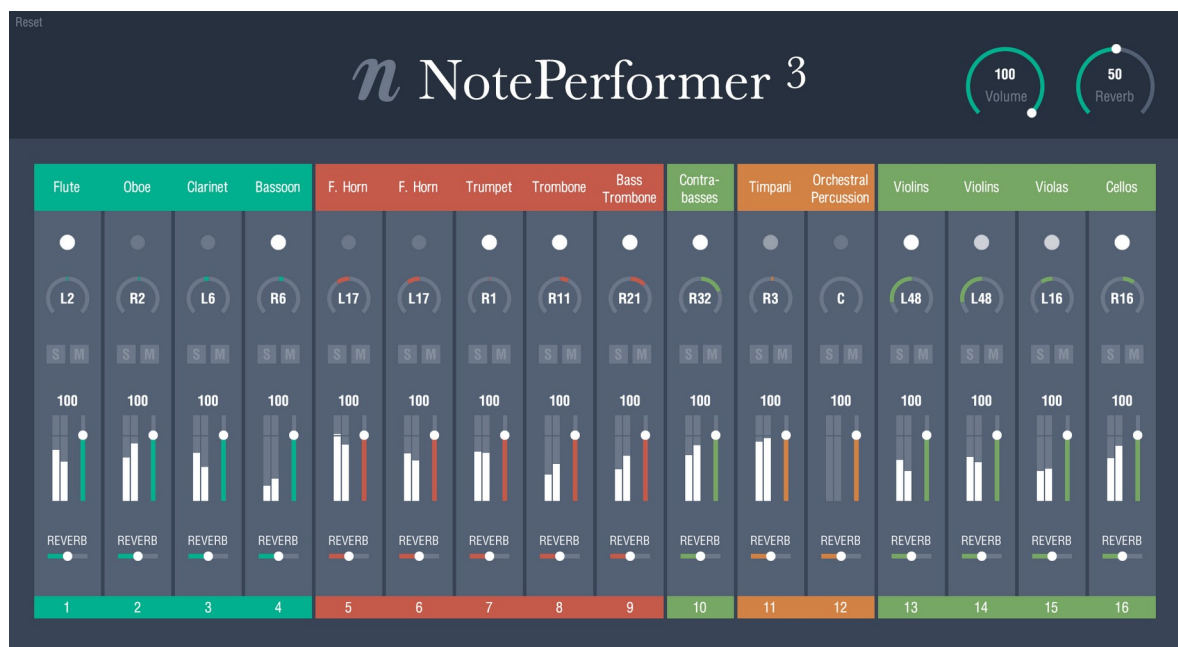 Reset
n NotePerformer 3
100
Volume
50
Reverb
Flute Oboe Clarinet Bassoon F. Horn F. Horn Trumpet Trombone Bass Trombone Contra-basses Timpani Orchestral Percussion Violins Violins Violas Cellos
L2 R2 L6 R6 L17 L17 R1 R11 R21 R32 R3 C L48 L48 L16 R16
S M S M S M S M S M S M S M S M S M S M S M S M S M S M S M S M
100 100 100 100 100 100 100 100 100 100 100 100 100 100 100 100
REVERB REVERB REVERB REVERB REVERB REVERB REVERB REVERB REVERB REVERB REVERB REVERB REVERB REVERB REVERB REVERB
1 2 3 4 5 6 7 8 9 10 11 12 13 14 15 16